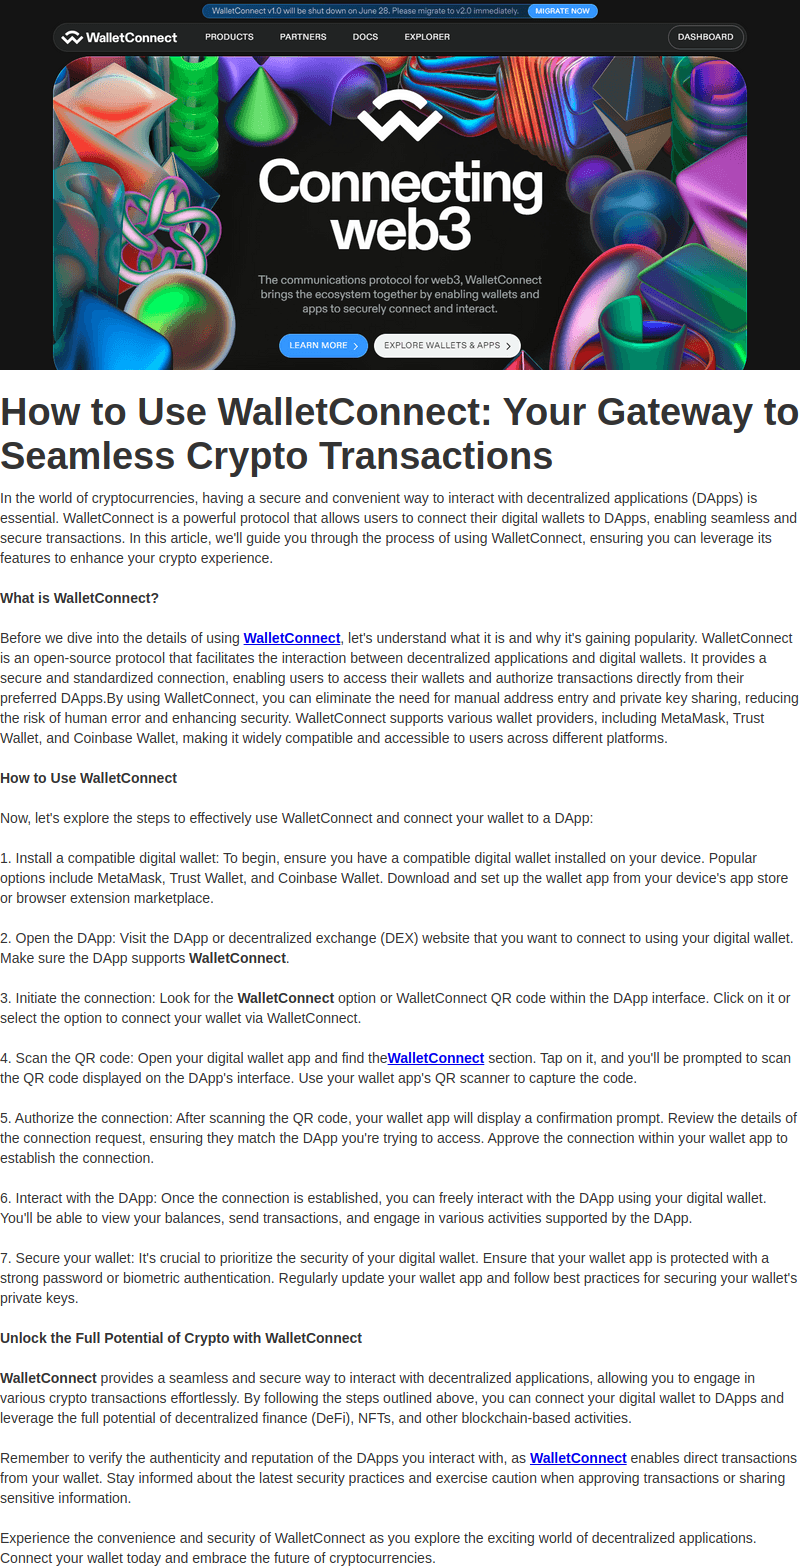 WalletConnect v1.0 will be shut down on June 28. Please migrate to v2.0 immediately. MIGRATE NOW
WalletConnect PRODUCTS PARTNERS DOCS EXPLORER DASHBOARD
Connecting
web3
The communications protocol for web3, WalletConnect
brings the ecosystem together by enabling wallets and
apps to securely connect and interact.
LEARN MORE EXPLORE WALLETS & APPS
How to Use WalletConnect: Your Gateway to
Seamless Crypto Transactions
In the world of cryptocurrencies, having a secure and convenient way to interact with decentralized applications (DApps) is
essential. WalletConnect is a powerful protocol that allows users to connect their digital wallets to DApps, enabling seamless and
secure transactions. In this article, we'll guide you through the process of using WalletConnect, ensuring you can leverage its
features to enhance your crypto experience.
What is WalletConnect?
Before we dive into the details of using WalletConnect, let's understand what it is and why it's gaining popularity. WalletConnect
is an open-source protocol that facilitates the interaction between decentralized applications and digital wallets. It provides a
secure and standardized connection, enabling users to access their wallets and authorize transactions directly from their
preferred DApps.By using WalletConnect, you can eliminate the need for manual address entry and private key sharing, reducing
the risk of human error and enhancing security. WalletConnect supports various wallet providers, including MetaMask, Trust
Wallet, and Coinbase Wallet, making it widely compatible and accessible to users across different platforms.
How to Use WalletConnect
Now, let's explore the steps to effectively use WalletConnect and connect your wallet to a DApp:
1. Install a compatible digital wallet: To begin, ensure you have a compatible digital wallet installed on your device. Popular
options include MetaMask, Trust Wallet, and Coinbase Wallet. Download and set up the wallet app from your device's app store
or browser extension marketplace.
2. Open the DApp: Visit the DApp or decentralized exchange (DEX) website that you want to connect to using your digital wallet.
Make sure the DApp supports WalletConnect.
3. Initiate the connection: Look for the WalletConnect option or WalletConnect QR code within the DApp interface. Click on it or
select the option to connect your wallet via WalletConnect.
4. Scan the QR code: Open your digital wallet app and find theWalletConnect section. Tap on it, and you'll be prompted to scan
the QR code displayed on the DApp's interface. Use your wallet app's QR scanner to capture the code.
5. Authorize the connection: After scanning the QR code, your wallet app will display a confirmation prompt. Review the details of
the connection request, ensuring they match the DApp you're trying to access. Approve the connection within your wallet app to
establish the connection.
6. Interact with the DApp: Once the connection is established, you can freely interact with the DApp using your digital wallet.
You'll be able to view your balances, send transactions, and engage in various activities supported by the DApp.
7. Secure your wallet: It's crucial to prioritize the security of your digital wallet. Ensure that your wallet app is protected with a
strong password or biometric authentication. Regularly update your wallet app and follow best practices for securing your wallet's
private keys.
Unlock the Full Potential of Crypto with WalletConnect
WalletConnect provides a seamless and secure way to interact with decentralized applications, allowing you to engage in
various crypto transactions effortlessly. By following the steps outlined above, you can connect your digital wallet to DApps and
leverage the full potential of decentralized finance (DeFi), NFTs, and other blockchain-based activities.
Remember to verify the authenticity and reputation of the DApps you interact with, as WalletConnect enables direct transactions
from your wallet. Stay informed about the latest security practices and exercise caution when approving transactions or sharing
sensitive information.
Experience the convenience and security of WalletConnect as you explore the exciting world of decentralized applications.
Connect your wallet today and embrace the future of cryptocurrencies.